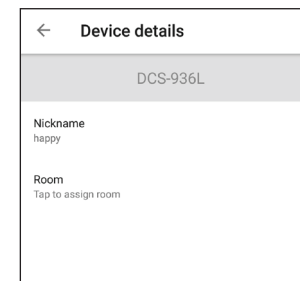 Device details
DCS-936L
Nickname
happy
Room
Tap to assign room